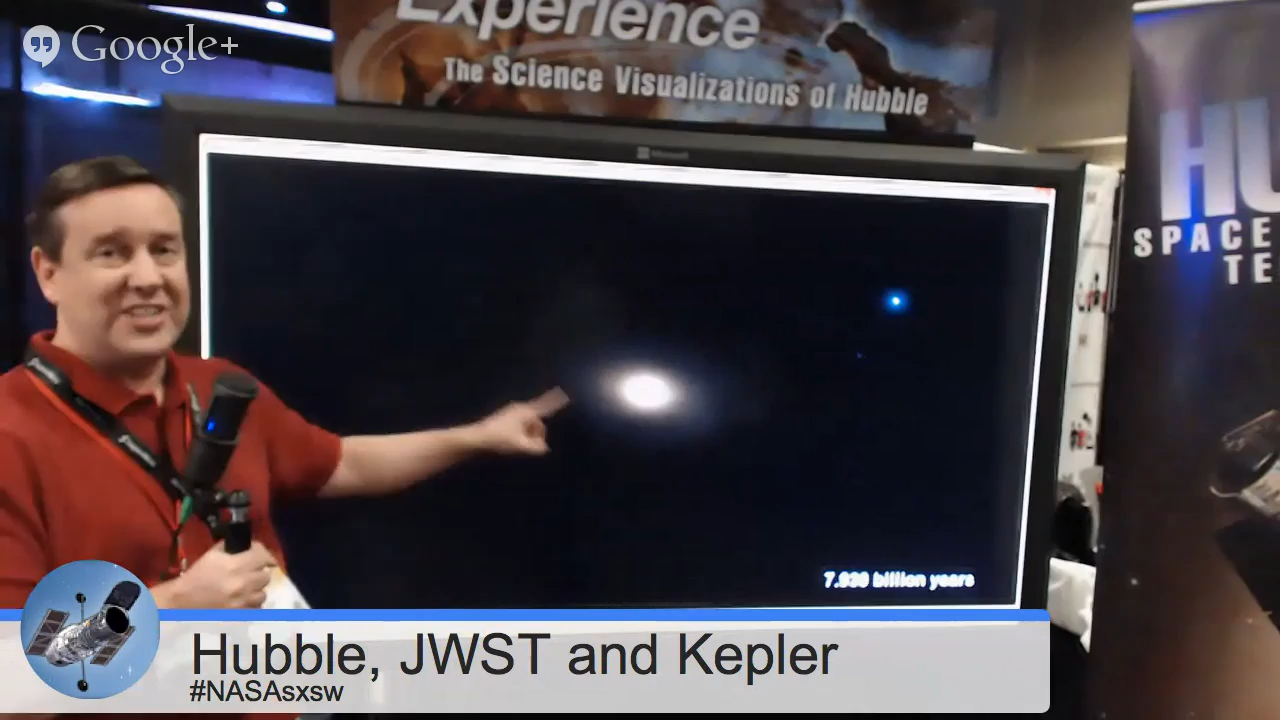 Google+
Experience
The Science Visualizations of Hubble
HU
SPACE
TE
7.939 billion years
Hubble, JWST and Kepler
#NASAsxsw